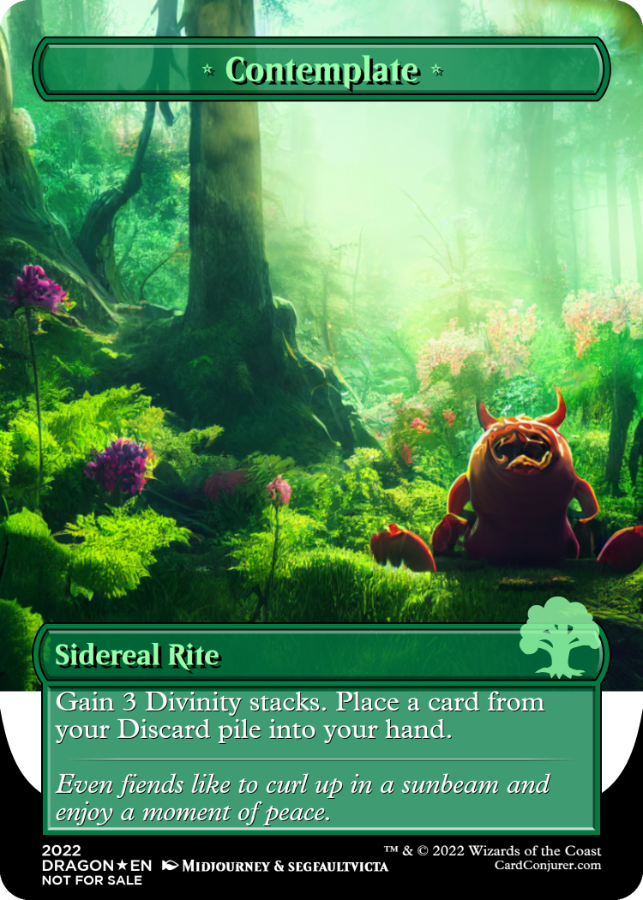 ⭑ Contemplate ⭑
Sidereal Rite
Gain 3 Divinity stacks. Place a card from
your Discard pile into your hand.
Even fiends like to curl up in a sunbeam and
enjoy a moment of peace.
2022
DRAGON★EN MIDJOURNEY & SEGFAULTVICTA
NOT FOR SALE
™ & © 2022 Wizards of the Coast
CardConjurer.com